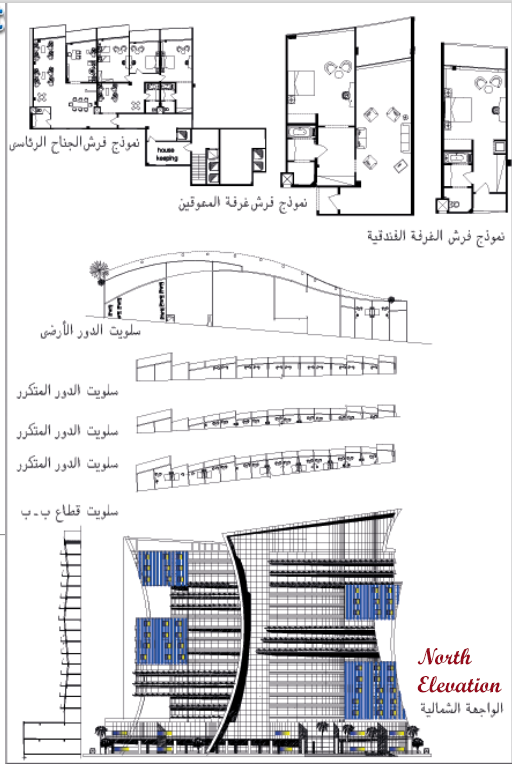 نموذج فرش الجناح الرئاسى
house
keeping
نموذج فرش غرفة المعوقين
نموذج فرش الغرفة الفندقية
سلويت الدور الأرضى
سلويت الدور المتكرر
سلويت الدور المتكرر
سلويت الدور المتكرر
سلويت قطاع ب-ب
North
Elevation
الواجهة الشمالية